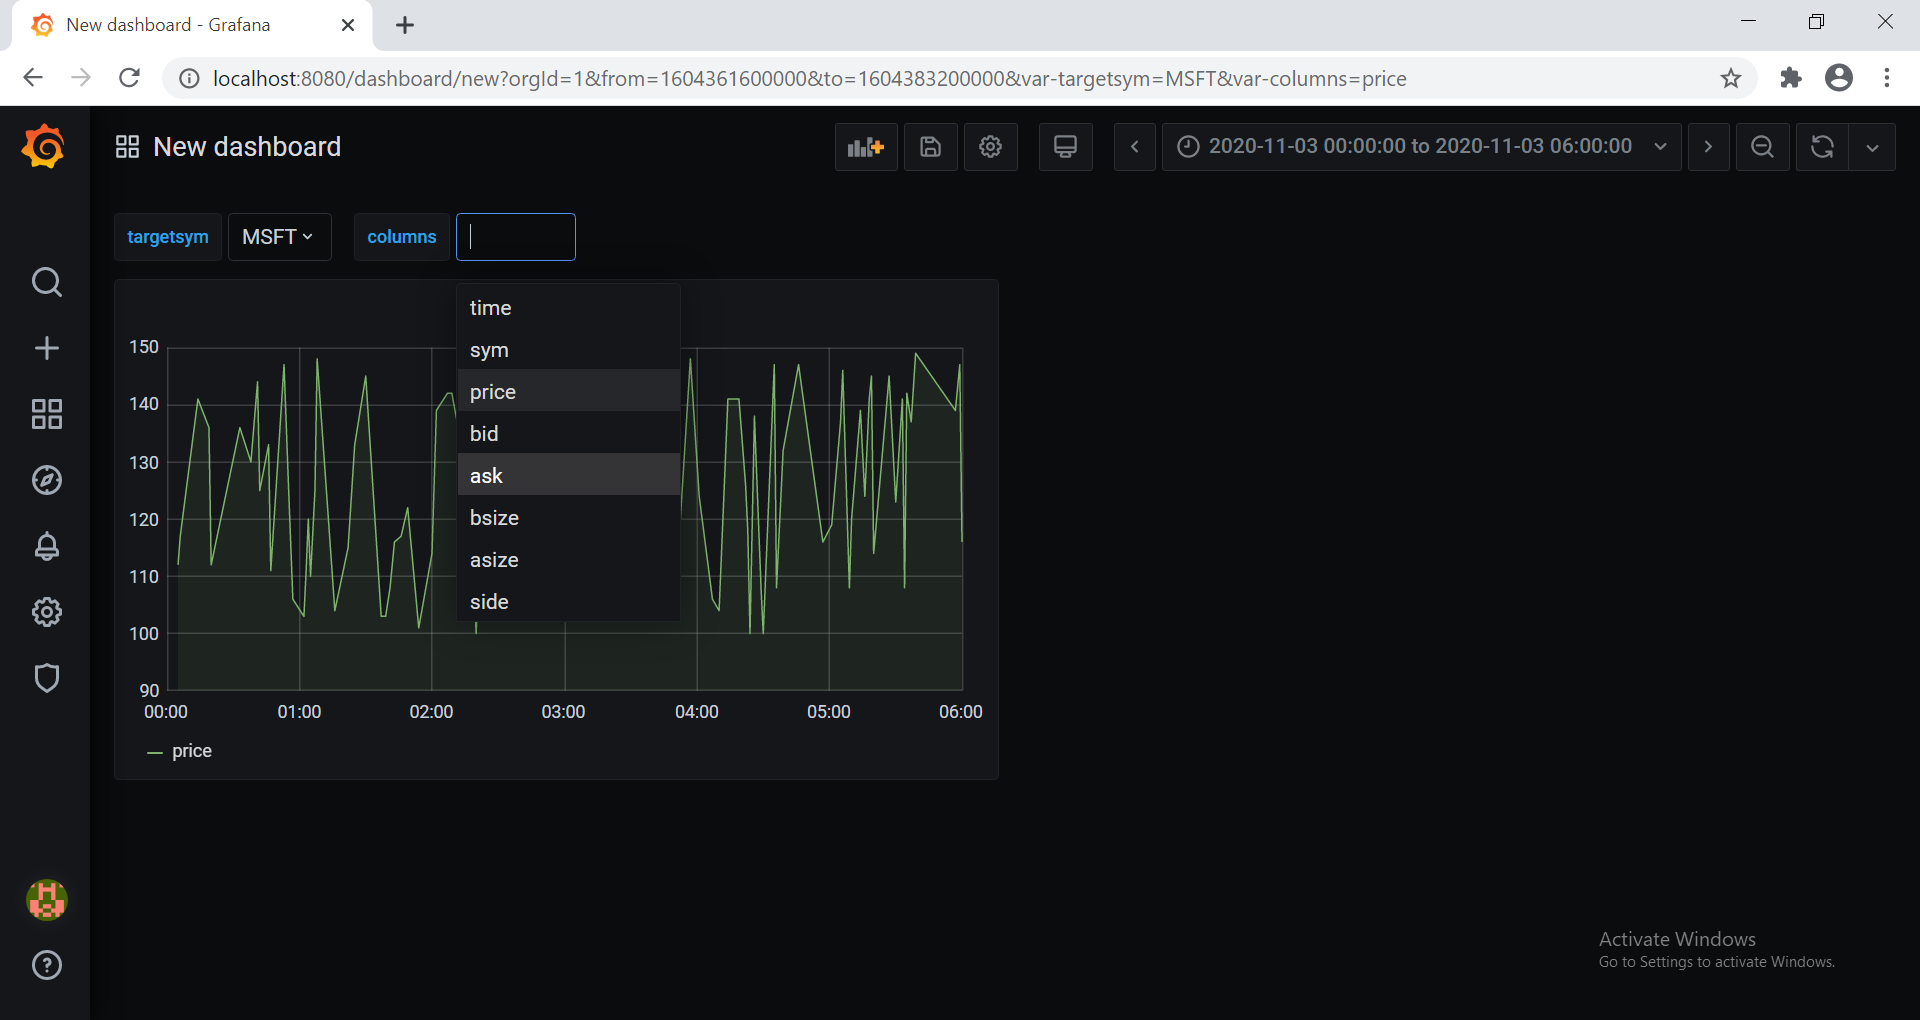 New dashboard - Grafana
localhost:8080/dashboard/new?orgId=1&from=1604361600000&to=1604383200000&var-targetsym=MSFT&var-columns=price
New dashboard
2020-11-03 00:00:00 to 2020-11-03 06:00:00
targetsym
MSFT
columns
time
sym
price
bid
ask
bsize
asize
side
150
140
130
120
110
100
90
00:00 01:00 02:00 03:00 04:00 05:00 06:00
price
Activate Windows
Go to Settings to activate Windows.